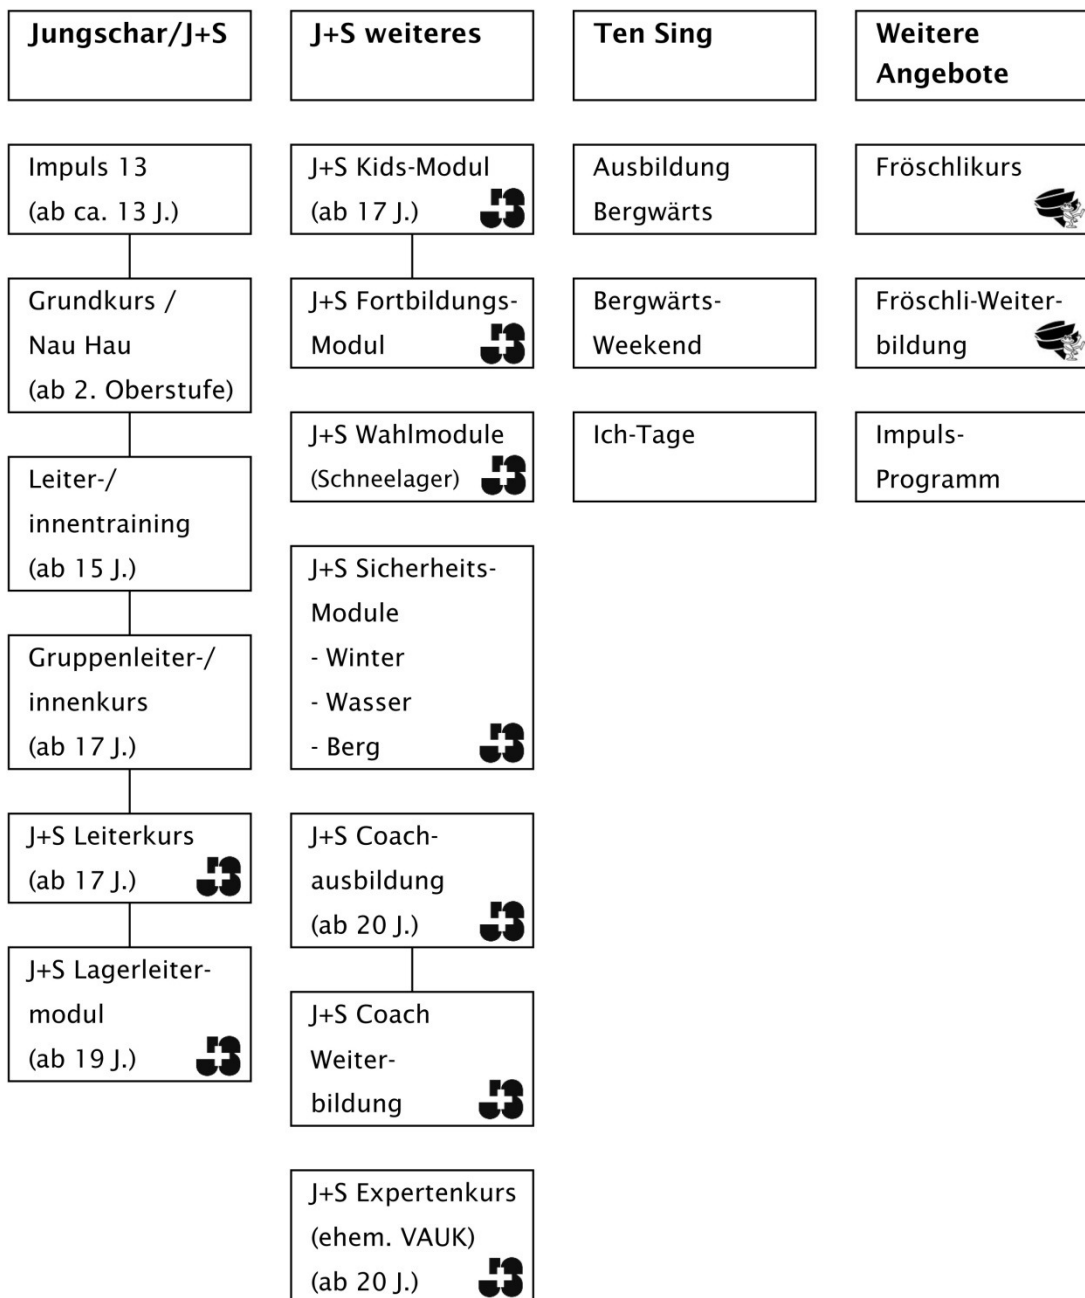 Jungschar/J+S
Impuls 13
(ab ca. 13 J.)
Grundkurs /
Nau Hau
(ab 2. Oberstufe)
Leiter-/
innentraining
(ab 15 J.)
Gruppenleiter-/
innenkurs
(ab 17 J.)
J+S Leiterkurs
(ab 17 J.)
J+S
J+S Lagerleiter-
modul
(ab 19 J.)
J+S
J+S weiteres
J+S Kids-Modul
(ab 17 J.)
J+S
J+S Fortbildungs-
Modul
J+S
J+S Wahlmodule
(Schneelager)
J+S
J+S Sicherheits-
Module
- Winter
- Wasser
- Berg
J+S
J+S Coach-
ausbildung
(ab 20 J.)
J+S
J+S Coach
Weiter-
bildung
J+S
J+S Expertenkurs
(ehem. VAUK)
(ab 20 J.)
J+S
Ten Sing
Ausbildung
Bergwärts
Bergwärts-
Weekend
Ich-Tage
Weitere
Angebote
Fröschlikurs
Fröschli-Weiter-
bildung
Impuls-
Programm